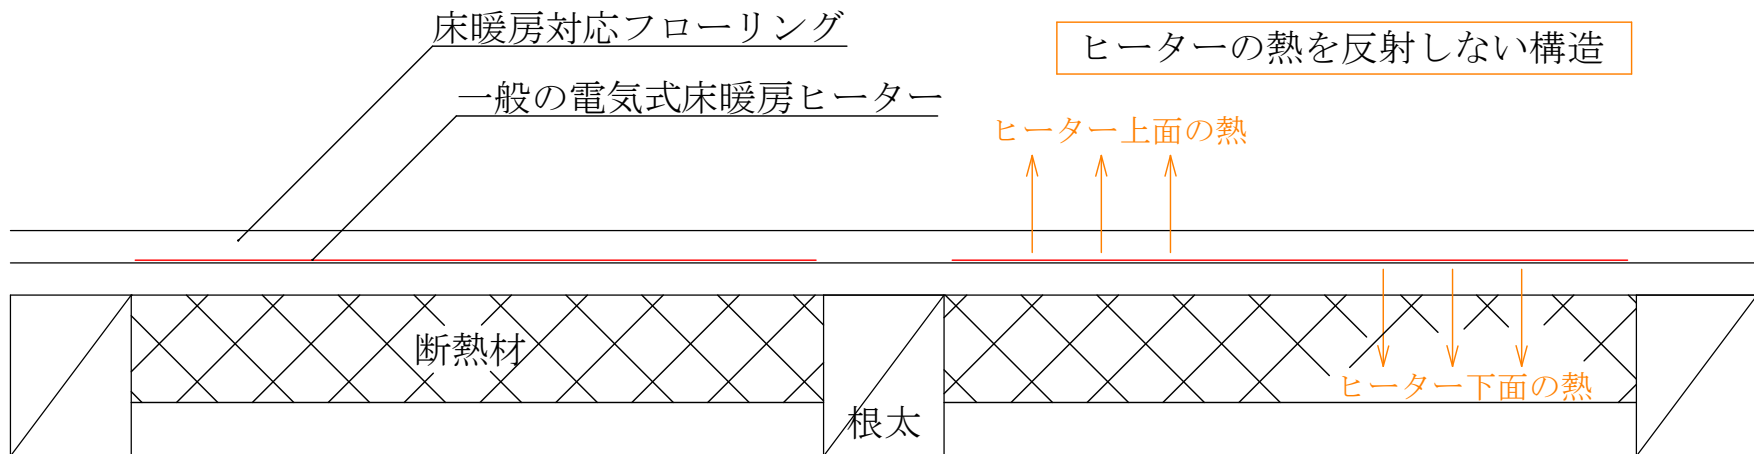 床暖房対応フローリング
ヒーターの熱を反射しない構造
一般の電気式床暖房ヒーター
ヒーター上面の熱
断熱材
ヒーター下面の熱
根太